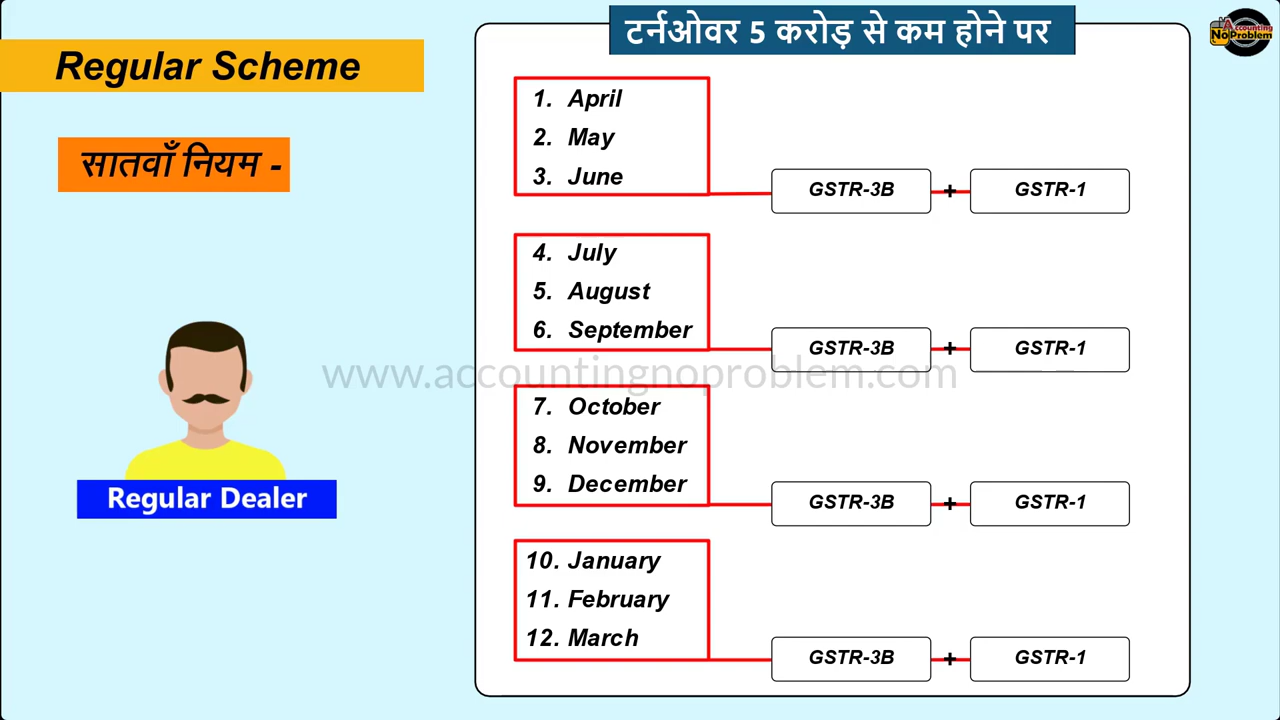 टर्नओवर 5 करोड़ से कम होने पर
Accounting
NoProblem
Regular Scheme
सातवाँ नियम -
1. April
2. May
3. June
GSTR-3B + GSTR-1
4. July
5. August
6. September
GSTR-3B + GSTR-1
www.accountingnoproblem.com
7. October
8. November
9. December
GSTR-3B + GSTR-1
Regular Dealer
10. January
11. February
12. March
GSTR-3B + GSTR-1